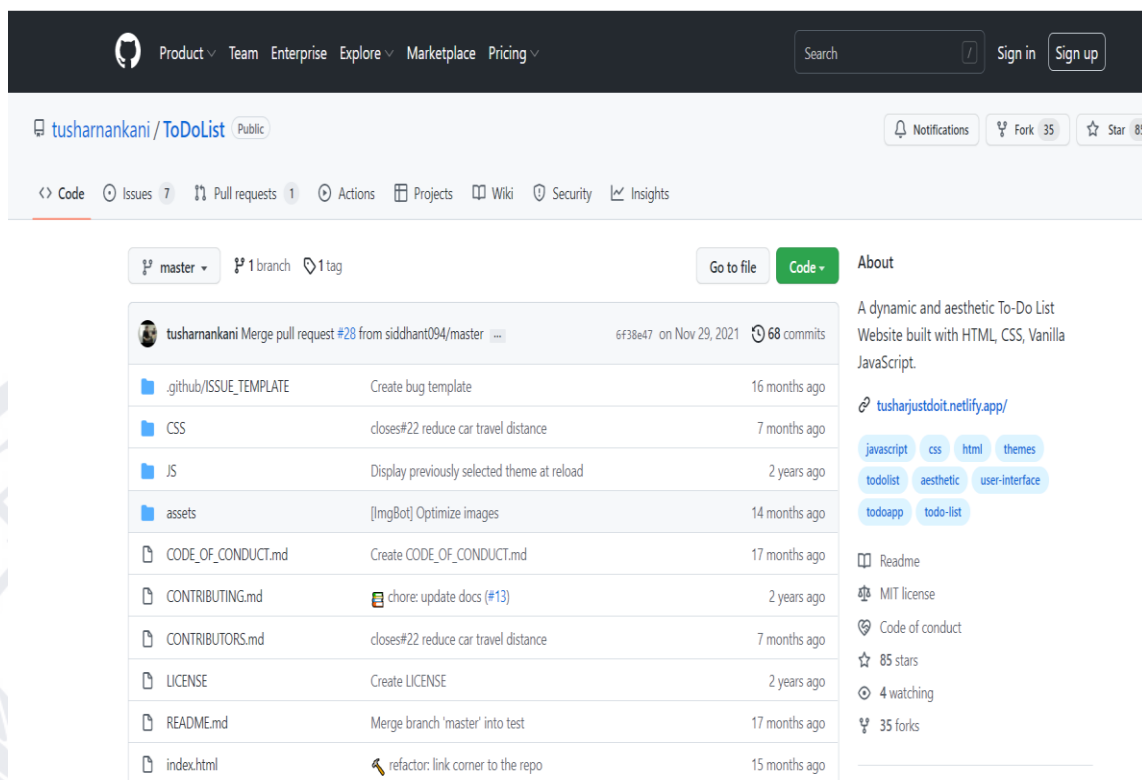 Product Team Enterprise Explore Marketplace Pricing Search / Sign in Sign up
tusharnankani / ToDoList Public Notifications Fork 35 Star 85
Code Issues 7 Pull requests 1 Actions Projects Wiki Security Insights
master 1 branch 1 tag Go to file Code
tusharnankani Merge pull request #28 from siddhant094/master ... 6f38e47 on Nov 29, 2021 68 commits
.github/ISSUE_TEMPLATE Create bug template 16 months ago
CSS closes#22 reduce car travel distance 7 months ago
JS Display previously selected theme at reload 2 years ago
assets [ImgBot] Optimize images 14 months ago
CODE_OF_CONDUCT.md Create CODE_OF_CONDUCT.md 17 months ago
CONTRIBUTING.md chore: update docs (#13) 2 years ago
CONTRIBUTORS.md closes#22 reduce car travel distance 7 months ago
LICENSE Create LICENSE 2 years ago
README.md Merge branch 'master' into test 17 months ago
index.html refactor: link corner to the repo 15 months ago
About
A dynamic and aesthetic To-Do List
Website built with HTML, CSS, Vanilla
JavaScript.
tusharjustdoit.netlify.app/
javascript css html themes
todolist aesthetic user-interface
todoapp todo-list
Readme
MIT license
Code of conduct
85 stars
4 watching
35 forks